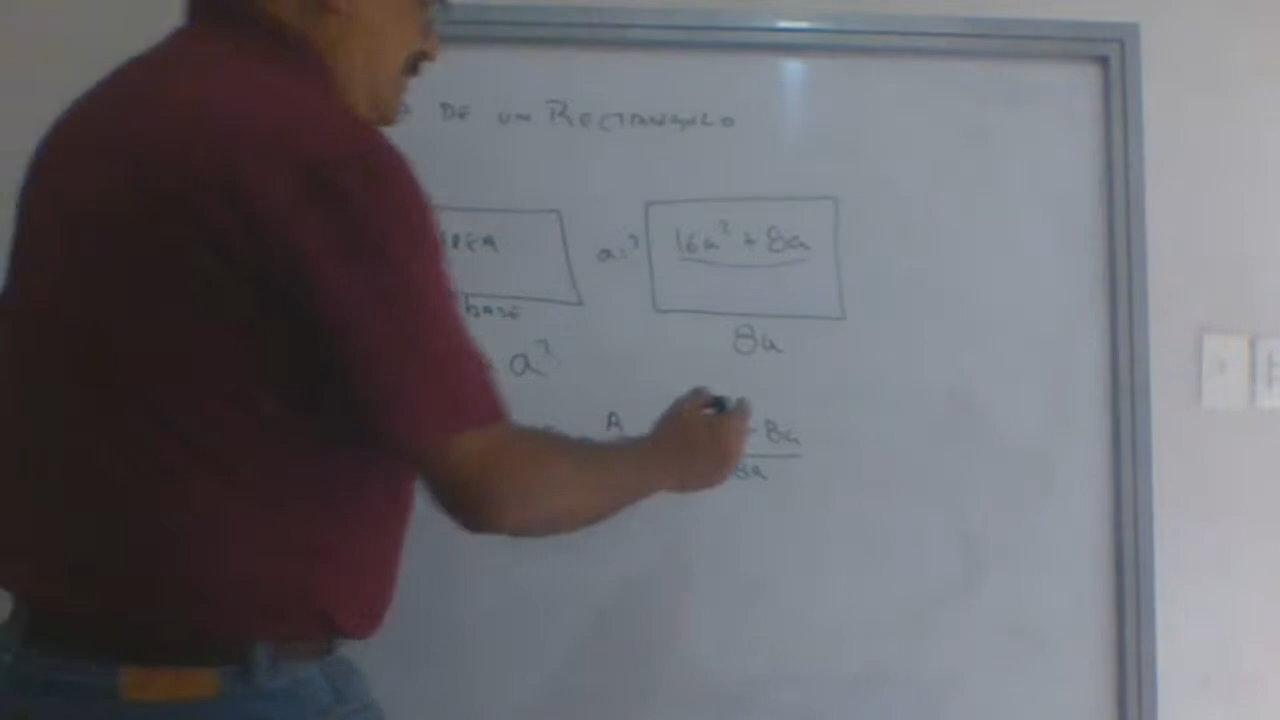 DE UN RECTANGULO
AREA
a=? 16a² + 8a
BASE
8a
a?
A + 8a
8a